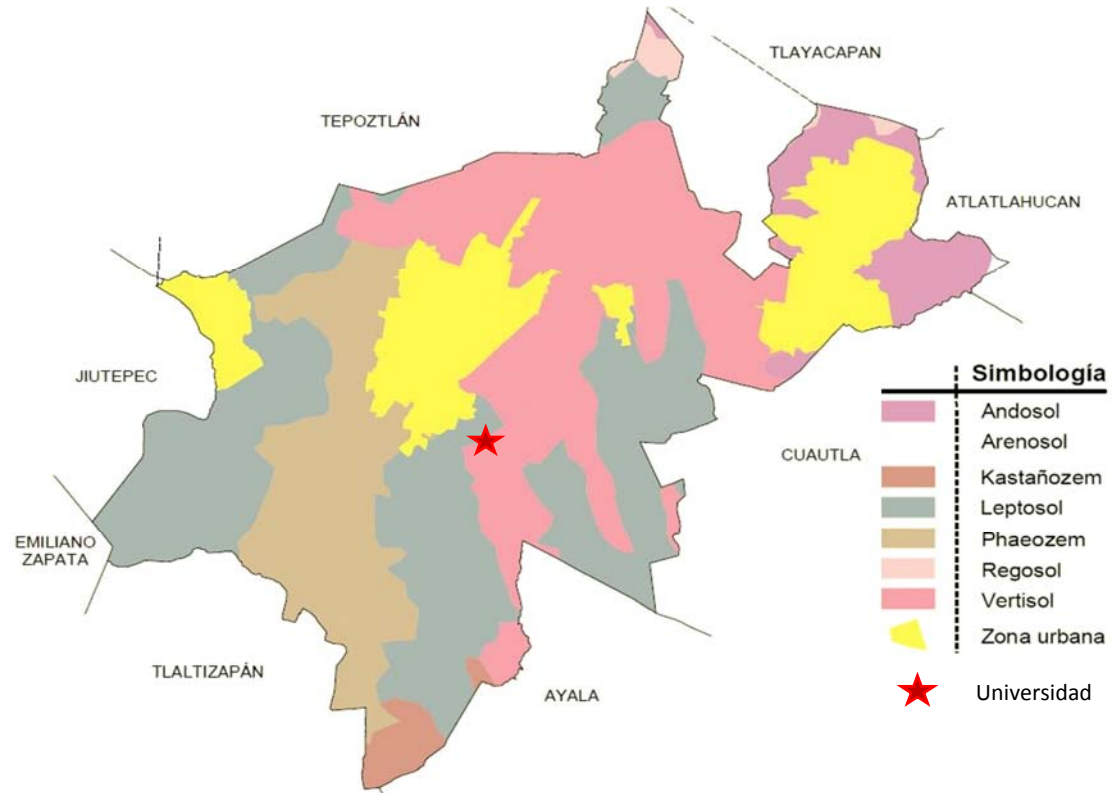 TLAYACAPAN
TEPOZTLÁN
ATLATLAHUCAN
JIUTEPEC
CUAUTLA
EMILIANO
ZAPATA
TLALTIZAPÁN
AYALA
Simbología
Andosol
Arenosol
Kastañozem
Leptosol
Phaeozem
Regosol
Vertisol
Zona urbana
Universidad